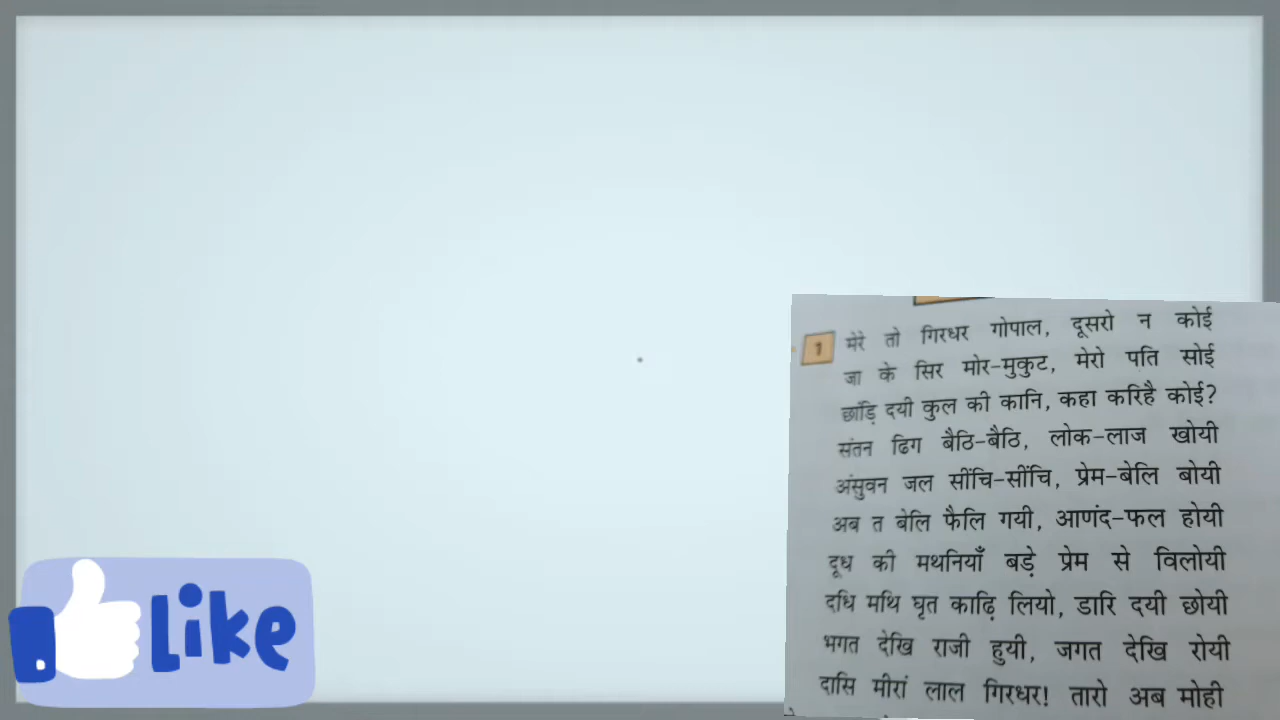 1 मेरे तो गिरधर गोपाल, दूसरो न कोई
जा के सिर मोर-मुकुट, मेरो पति सोई
छाँड़ि दयी कुल की कानि, कहा करिहै कोई?
संतन ढिग बैठि-बैठि, लोक-लाज खोयी
अंसुवन जल सींचि-सींचि, प्रेम-बेलि बोयी
अब त बेलि फैलि गयी, आणंद-फल होयी
दूध की मथनियाँ बड़े प्रेम से विलोयी
दधि मथि घृत काढ़ि लियो, डारि दयी छोयी
भगत देखि राजी हुयी, जगत देखि रोयी
दासि मीरां लाल गिरधर! तारो अब मोही
Like